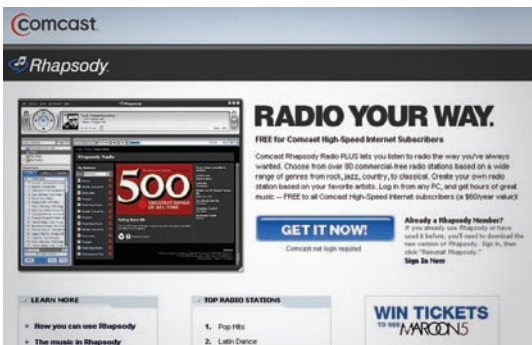 Comcast
Rhapsody
RADIO YOUR WAY.
FREE for Comcast High-Speed Internet Subscribers
Comcast Rhapsody Radio PLUS lets you listen to radio the way you've always
wanted. Choose from over 80 commercial-free radio stations based on a wide
range of genres from rock, jazz, country, to classical. Create your own radio
station based on your favorite artists. Log in from any PC, and get hours of great
music – FREE to all Comcast High-Speed Internet subscribers (a $60/year value)!
Rhapsody Radio
500
GREATEST SONGS
OF ALL TIME
GET IT NOW!
Comcast.net login required
Already a Rhapsody Member?
If you already use Rhapsody or have
used it before, you'll need to download the
new version of Rhapsody. Sign in, then
click "Reinstall Rhapsody."
Sign In Now
LEARN MORE
How you can use Rhapsody
The music in Rhapsody
TOP RADIO STATIONS
1. Pop Hits
2. Latin Dance
WIN TICKETS
TO SEE MAROON5